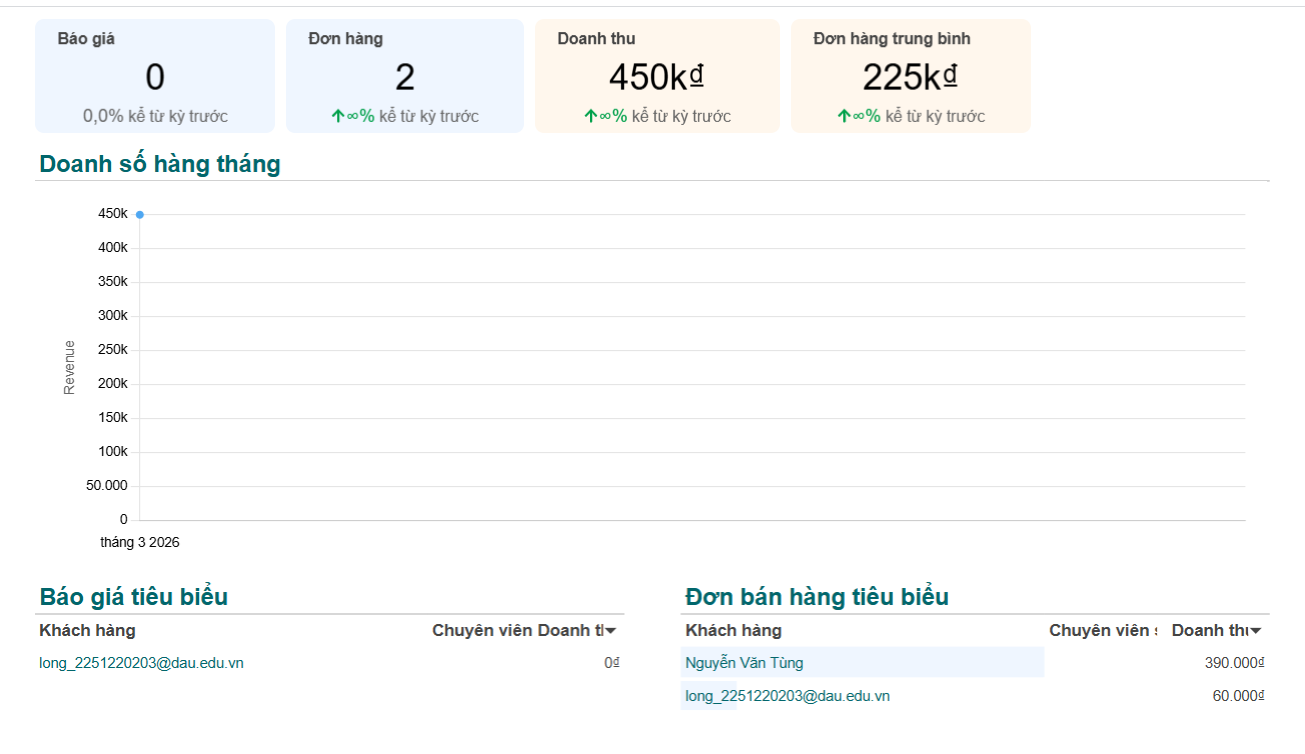 Báo giá
0
0,0% kể từ kỳ trước
Đơn hàng
2
∞% kể từ kỳ trước
Doanh thu
450k₫
∞% kể từ kỳ trước
Đơn hàng trung bình
225k₫
∞% kể từ kỳ trước
Doanh số hàng tháng
Revenue
450k
400k
350k
300k
250k
200k
150k
100k
50.000
0
tháng 3 2026
Báo giá tiêu biểu
Khách hàng Chuyên viên Doanh
long_2251220203@dau.edu.vn 0₫
Đơn bán hàng tiêu biểu
Khách hàng Chuyên viên Doanh
Nguyễn Văn Tùng 390.000₫
long_2251220203@dau.edu.vn 60.000₫